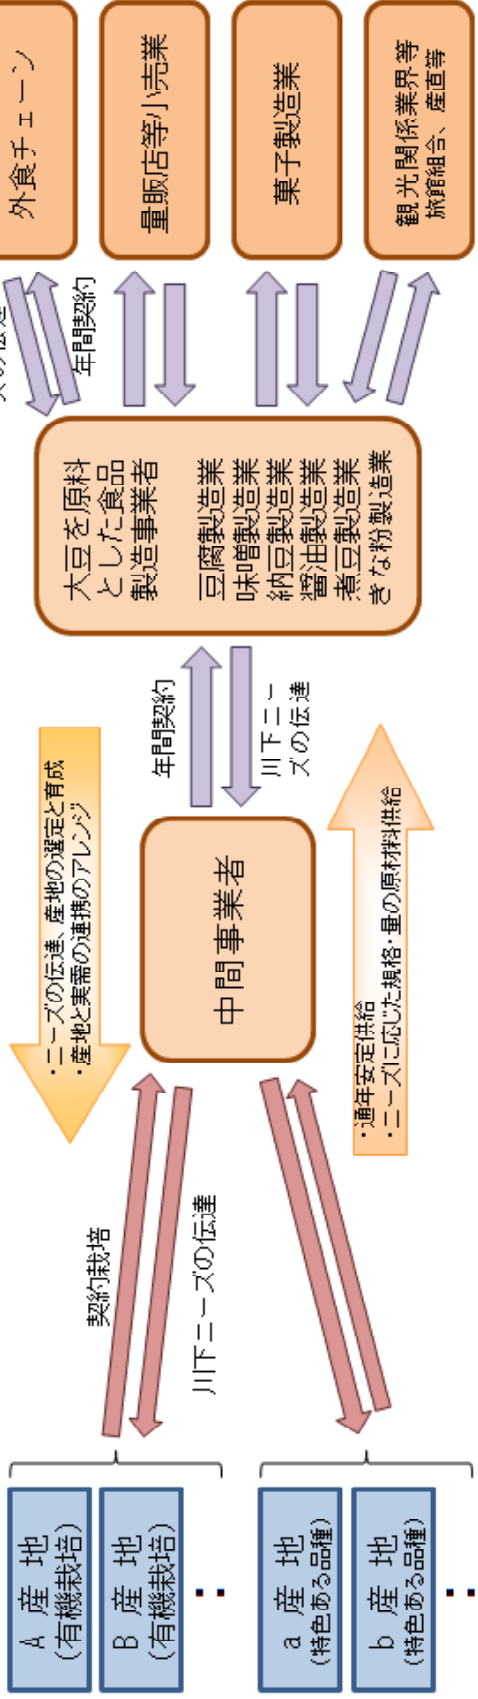 A 産 地
(有機栽培)
B 産 地
(有機栽培)
a 産 地
(特色ある品種)
b 産 地
(特色ある品種)
契約栽培
川下ニーズの伝達
・ニーズの伝達、産地の選定と育成
・産地と実需の連携のアレンジ
中間事業者
・通年安定供給
・ニーズに応じた規格・量の原材料供給
年間契約
川下ニー
ズの伝達
大豆を原料
とした食品
製造事業者
豆腐製造業
味噌製造業
納豆製造業
醤油製造業
煮豆製造業
きな粉製造業
年間契約
外食チェーン
量販店等小売業
菓子製造業
観光関係業界等
旅館組合、産直等